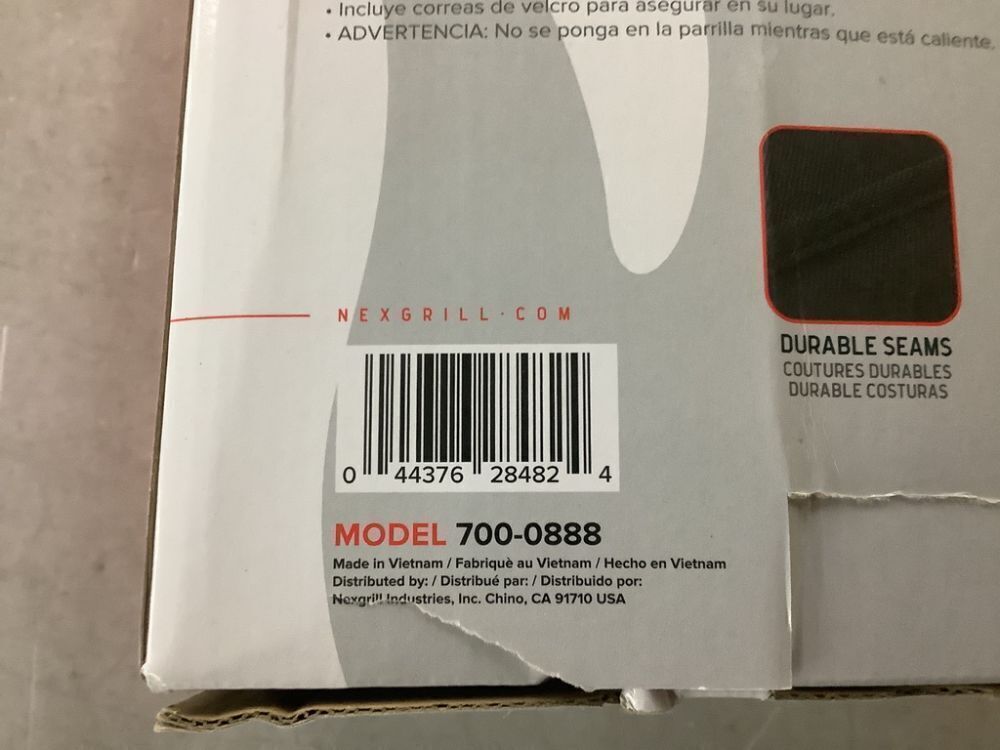 • Incluye correas de velcro para asegurar en su lugar.
• ADVERTENCIA: No se ponga en la parrilla mientras que está caliente.
NEXGRILL.COM
0 44376 28482 4
DURABLE SEAMS
COUTURES DURABLES
DURABLE COSTURAS
MODEL 700-0888
Made in Vietnam / Fabriquè au Vietnam / Hecho en Vietnam
Distributed by: / Distribué par: / Distribuido por:
Nexgrill Industries, Inc. Chino, CA 91710 USA